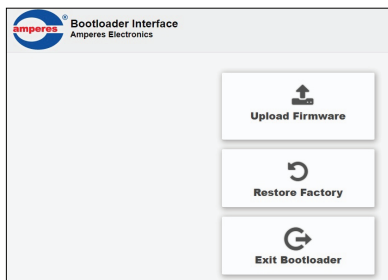 amperes ®
Bootloader Interface
Amperes Electronics
Upload Firmware
Restore Factory
Exit Bootloader